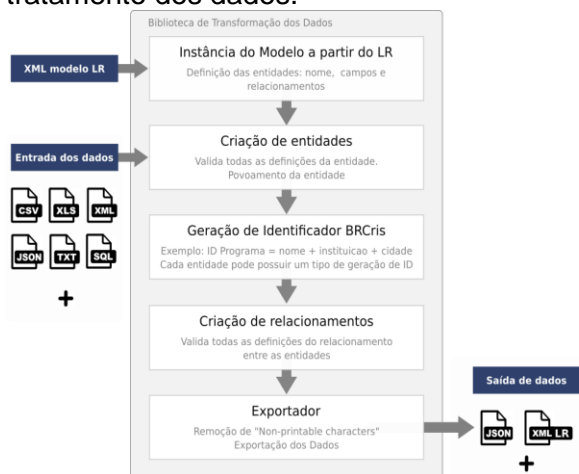 tratamento dos dados.
Biblioteca de Transformação dos Dados
XML modelo LR
Instância do Modelo a partir do LR
Definição das entidades: nome, campos e
relacionamentos
Entrada dos dados
CSV XLS XML
JSON TXT SQL
+
Criação de entidades
Valida todas as definições da entidade.
Povoamento da entidade
Geração de Identificador BRCris
Exemplo: ID Programa = nome + instituicao + cidade
Cada entidade pode possuir um tipo de geração de ID
Criação de relacionamentos
Valida todas as definições do relacionamento
entre as entidades
Exportador
Remoção de "Non-printable characters"
Exportação dos Dados
Saída de dados
JSON XML LR
+